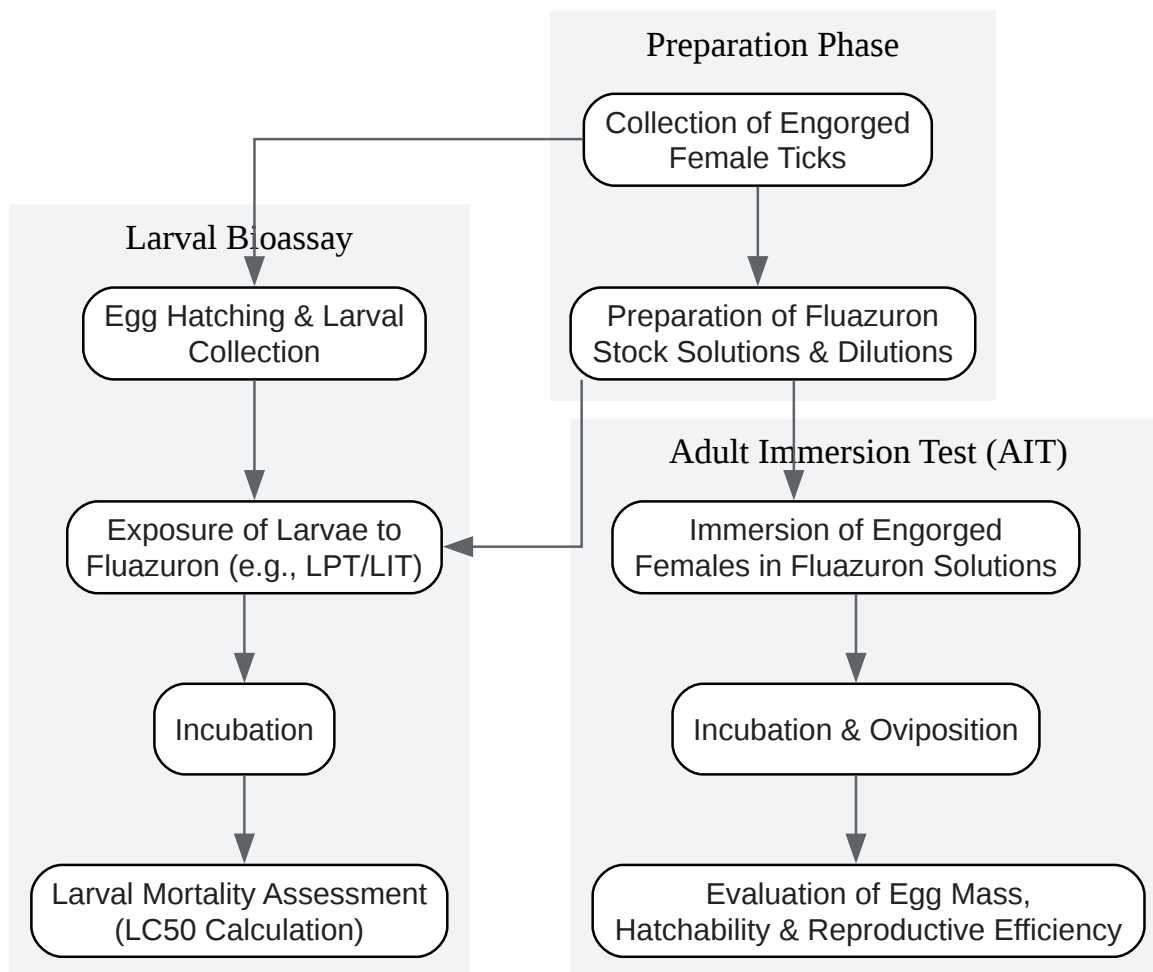 Preparation Phase
Collection of Engorged
Female Ticks
Larval Bioassay
Egg Hatching & Larval
Collection
Preparation of Fluazuron
Stock Solutions & Dilutions
Adult Immersion Test (AIT)
Exposure of Larvae to
Fluazuron (e.g., LPT/LIT)
Immersion of Engorged
Females in Fluazuron Solutions
Incubation
Incubation & Oviposition
Larval Mortality Assessment
(LC50 Calculation)
Evaluation of Egg Mass,
Hatchability & Reproductive Efficiency